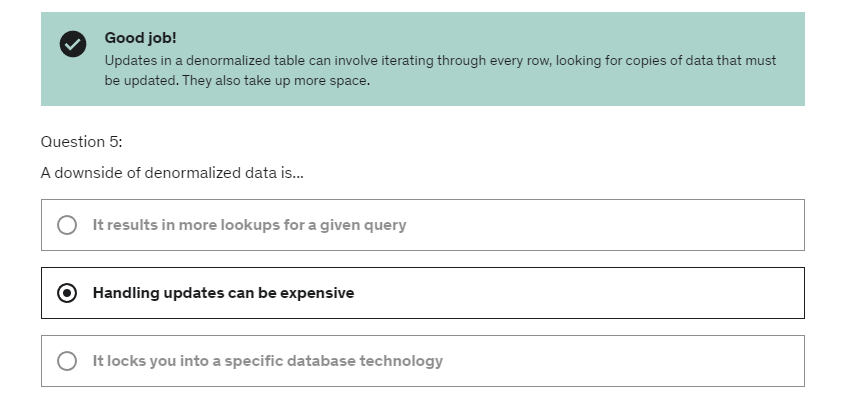 Good job!
Updates in a denormalized table can involve iterating through every row, looking for copies of data that must
be updated. They also take up more space.
Question 5:
A downside of denormalized data is...
It results in more lookups for a given query
Handling updates can be expensive
It locks you into a specific database technology